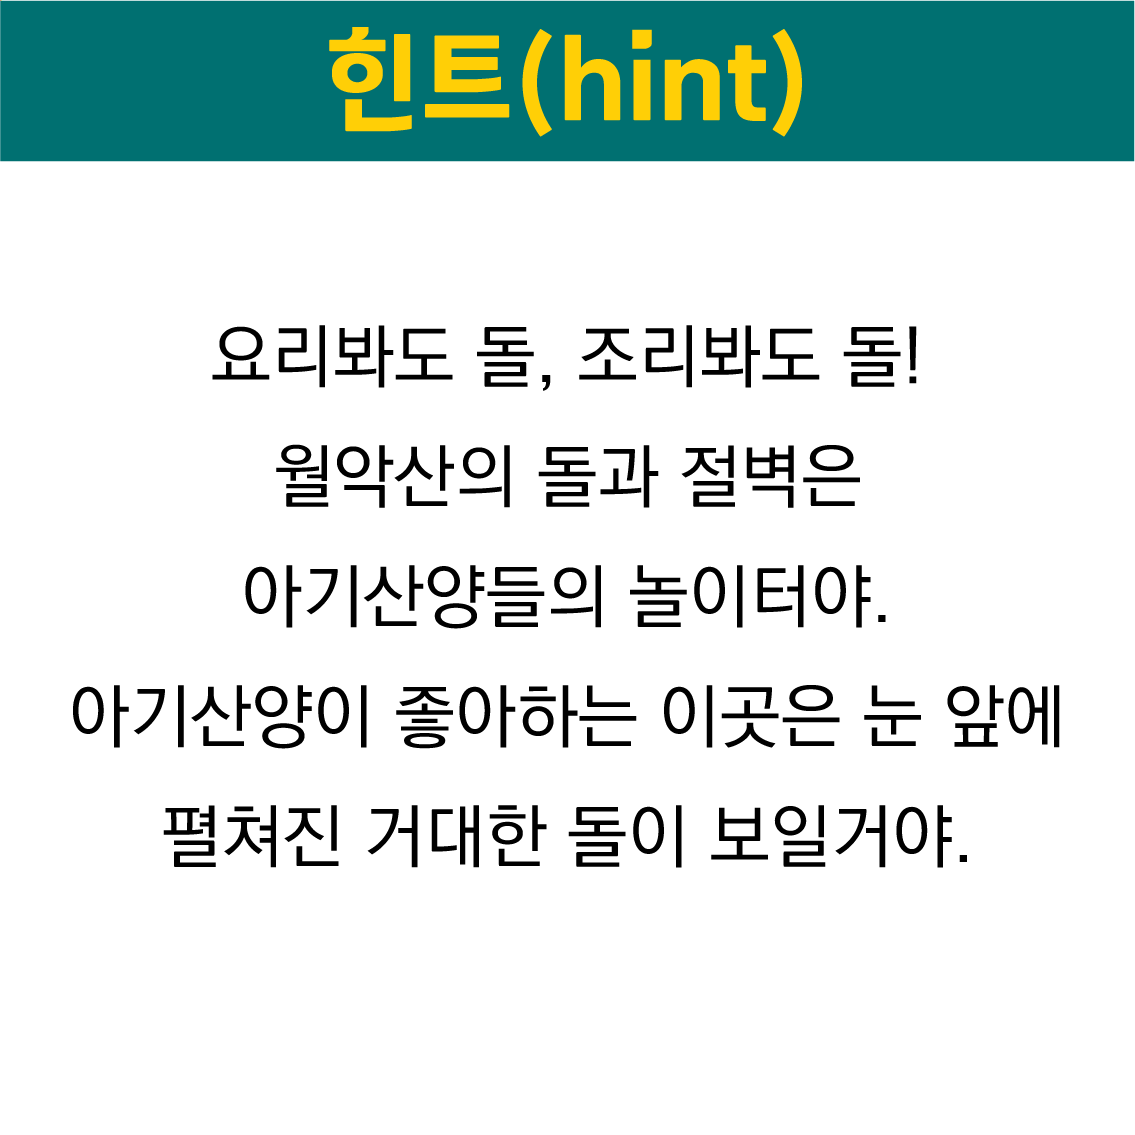 힌트(hint)
요리봐도 돌, 조리봐도 돌!
월악산의 돌과 절벽은
아기산양들의 놀이터야.
아기산양이 좋아하는 이곳은 눈 앞에
펼쳐진 거대한 돌이 보일거야.